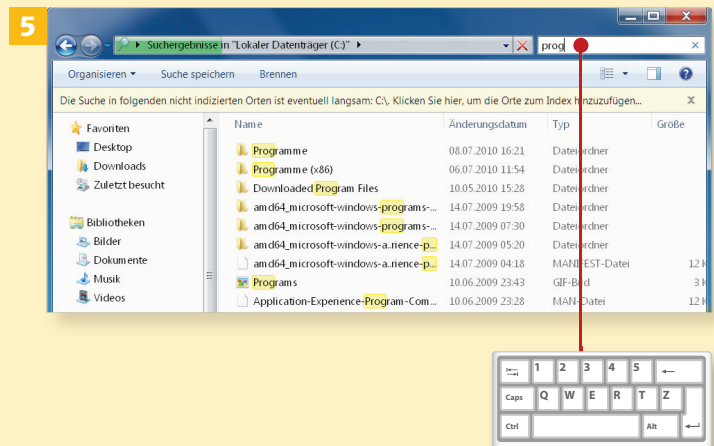 5
Suchergebnisse in "Lokaler Datenträger (C:)"
prog
Organisieren
Suche speichern
Brennen
Die Suche in folgenden nicht indizierten Orten ist eventuell langsam: C:\. Klicken Sie hier, um die Orte zum Index hinzuzufügen...
Favoriten
Desktop
Downloads
Zuletzt besucht
Bibliotheken
Bilder
Dokumente
Musik
Videos
Name Änderungsdatum Typ Größe
Programme 08.07.2010 16:21 Dateiordner
Programme (x86) 06.07.2010 11:54 Dateiordner
Downloaded Program Files 10.05.2010 15:28 Dateiordner
amd64_microsoft-windows-programs-... 14.07.2009 19:58 Dateiordner
amd64_microsoft-windows-programs-... 14.07.2009 07:30 Dateiordner
amd64_microsoft-windows-a..rience-p... 14.07.2009 05:20 Dateiordner
amd64_microsoft-windows-a..rience-p... 14.07.2009 04:18 MANIFEST-Datei 12 K
Programs 10.06.2009 23:43 GIF-Bild 3 K
Application-Experience-Program-Com... 10.06.2009 23:28 MAN-Datei 12 K
1 2 3 4 5
Caps Q W E R T Z
Ctrl Alt